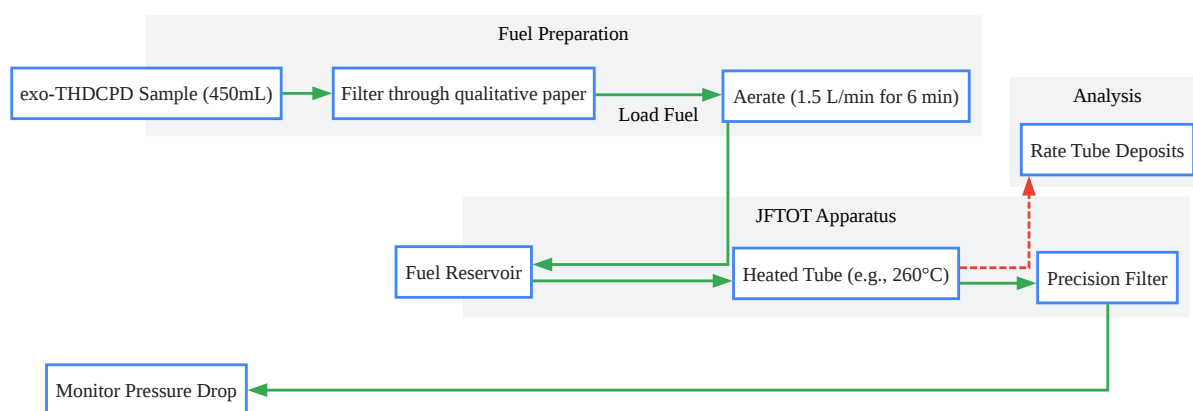 Fuel Preparation
exo-THDCPD Sample (450mL)
Filter through qualitative paper
Load Fuel
Aerate (1.5 L/min for 6 min)
Analysis
Rate Tube Deposits
JFTOT Apparatus
Fuel Reservoir
Heated Tube (e.g., 260°C)
Precision Filter
Monitor Pressure Drop